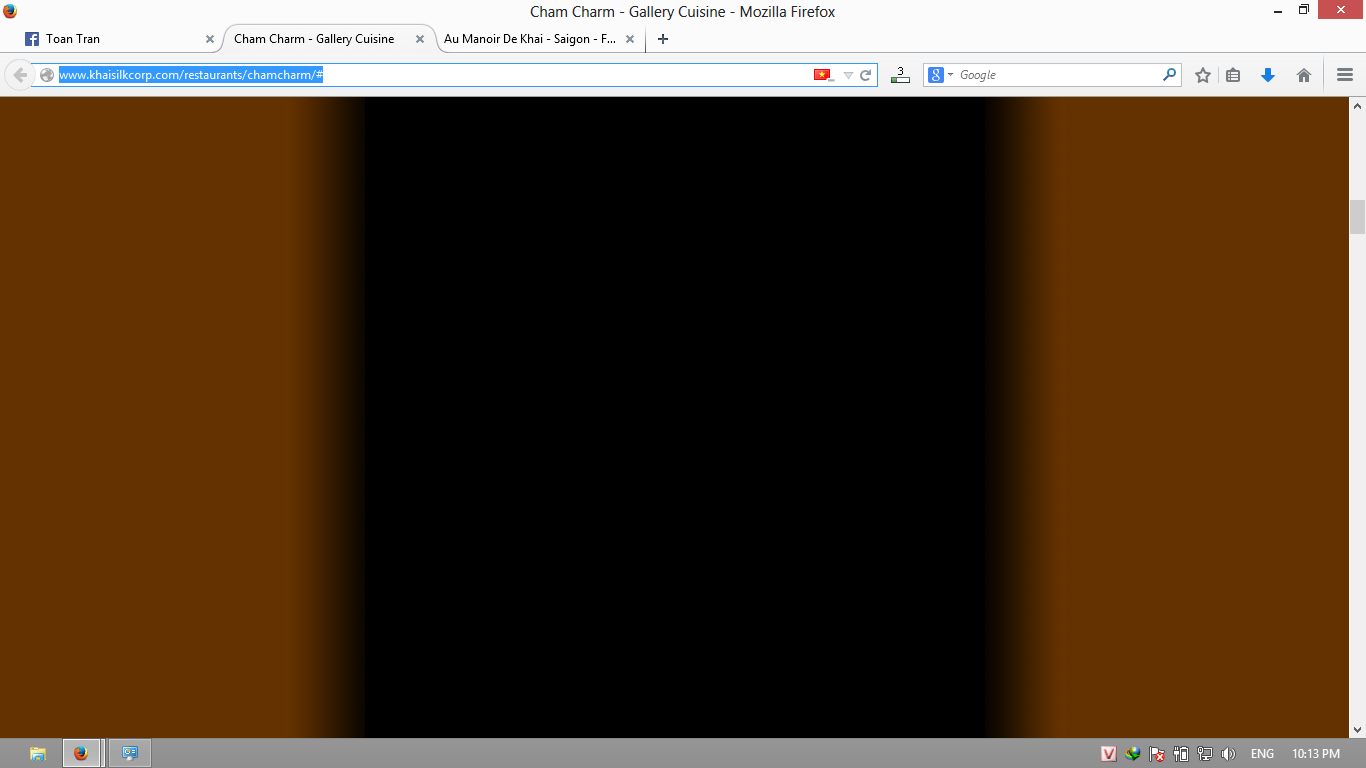 Cham Charm - Gallery Cuisine - Mozilla Firefox
Toan Tran
Cham Charm - Gallery Cuisine
Au Manoir De Khai - Saigon - F...
www.khaisilkcorp.com/restaurants/chamcharm/#
3
8 Google
ENG
10:13 PM